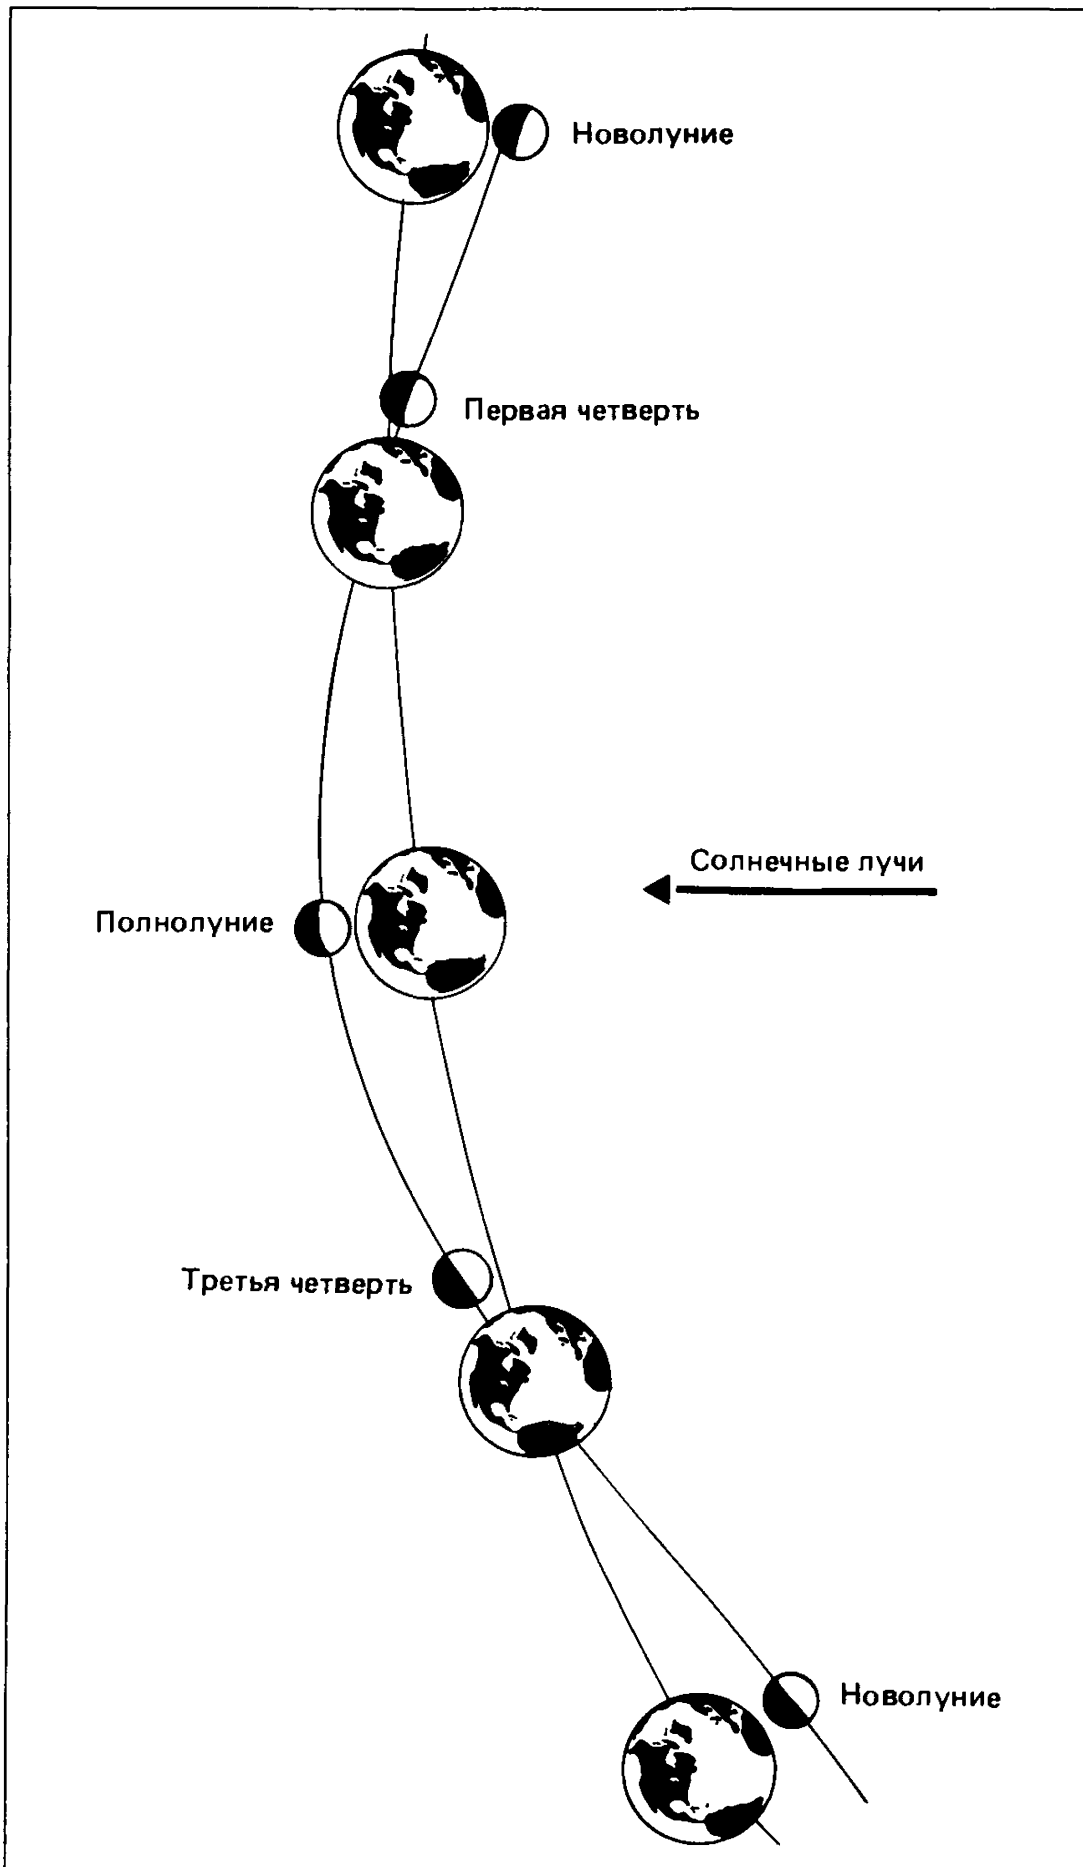 Новолуние
Первая четверть
Солнечные лучи
Полнолуние
Третья четверть
Новолуние